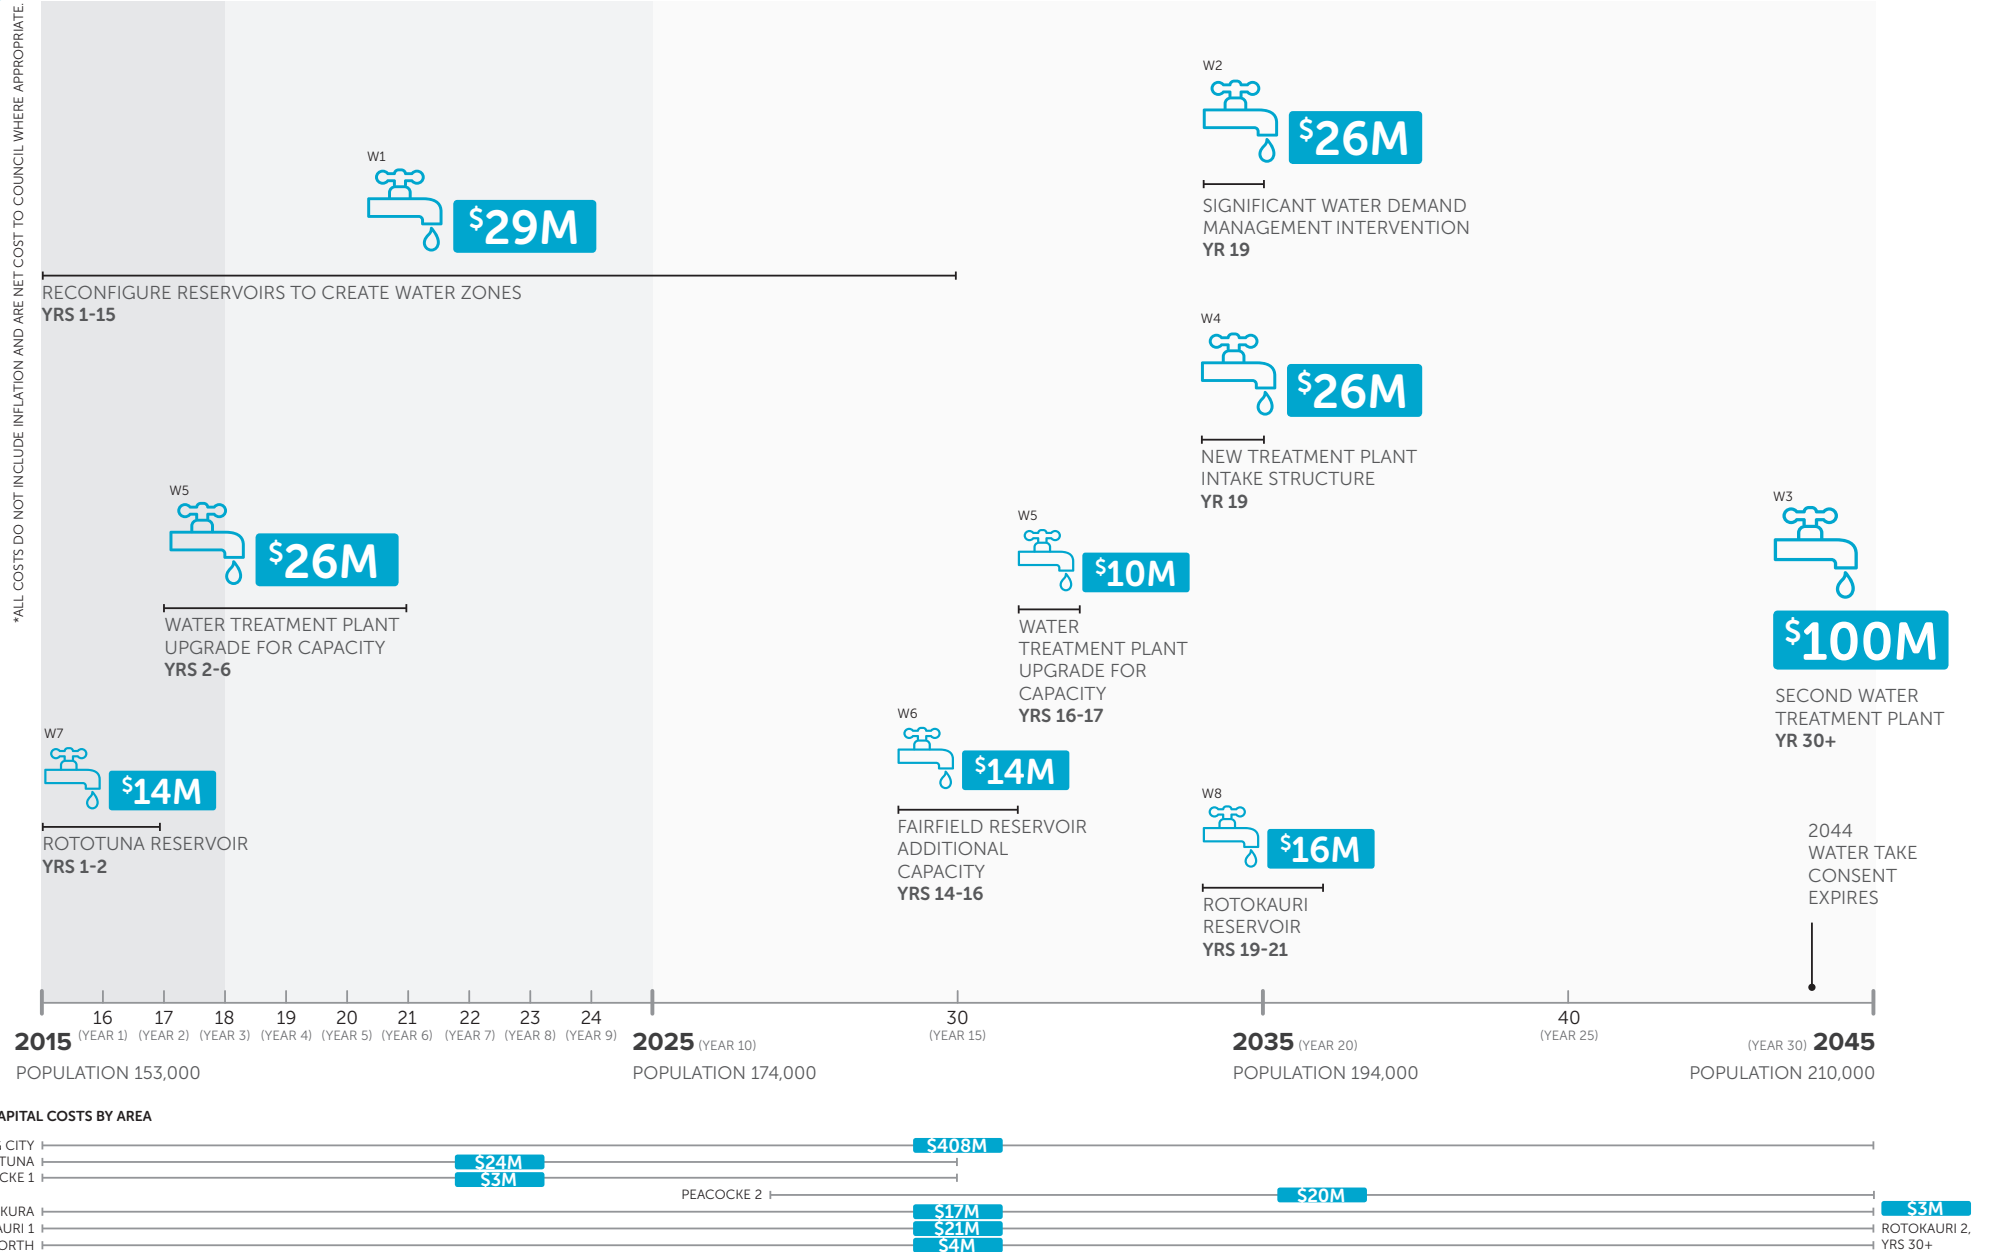 *ALL COSTS DO NOT INCLUDE INFLATION AND ARE NET COST TO COUNCIL WHERE APPROPRIATE.
W2
$26M
SIGNIFICANT WATER DEMAND
MANAGEMENT INTERVENTION
YR 19
W1
$29M
RECONFIGURE RESERVOIRS TO CREATE WATER ZONES
YRS 1-15
W4
$26M
NEW TREATMENT PLANT
INTAKE STRUCTURE
YR 19
W5
$26M
WATER TREATMENT PLANT
UPGRADE FOR CAPACITY
YRS 2-6
W5
$10M
WATER
TREATMENT PLANT
UPGRADE FOR
CAPACITY
YRS 16-17
W3
$100M
SECOND WATER
TREATMENT PLANT
YR 30+
W7
$14M
ROTOTUNA RESERVOIR
YRS 1-2
W6
$14M
FAIRFIELD RESERVOIR
ADDITIONAL
CAPACITY
YRS 14-16
W8
$16M
ROTOKAURI
RESERVOIR
YRS 19-21
2044
WATER TAKE
CONSENT
EXPIRES
16 17 18 19 20 21 22 23 24 30 40
2015 (YEAR 1) (YEAR 2) (YEAR 3) (YEAR 4) (YEAR 5) (YEAR 6) (YEAR 7) (YEAR 8) (YEAR 9) 2025 (YEAR 10) (YEAR 15) 2035 (YEAR 20) (YEAR 25) (YEAR 30) 2045
POPULATION 153,000 POPULATION 174,000 POPULATION 194,000 POPULATION 210,000
APITAL COSTS BY AREA
CITY $408M
TUNA $24M
CKE 1 $3M
PEACOCKE 2 $20M
KURA $17M $3M
AURI 1 $21M ROTOKAURI 2,
ORTH $4M YRS 30+